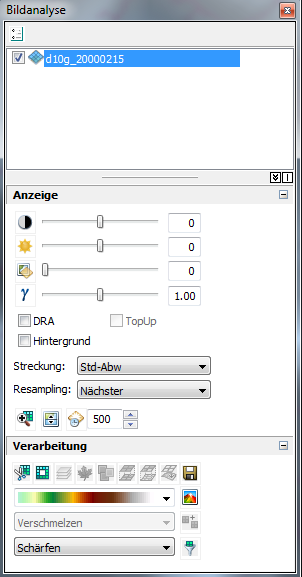 Bildanalyse
d10g_20000215
Anzeige
0
0
0
γ 1.00
DRA TopUp
Hintergrund
Streckung: Std-Abw
Resampling: Nächster
500
Verarbeitung
Verschmelzen
Schärfen